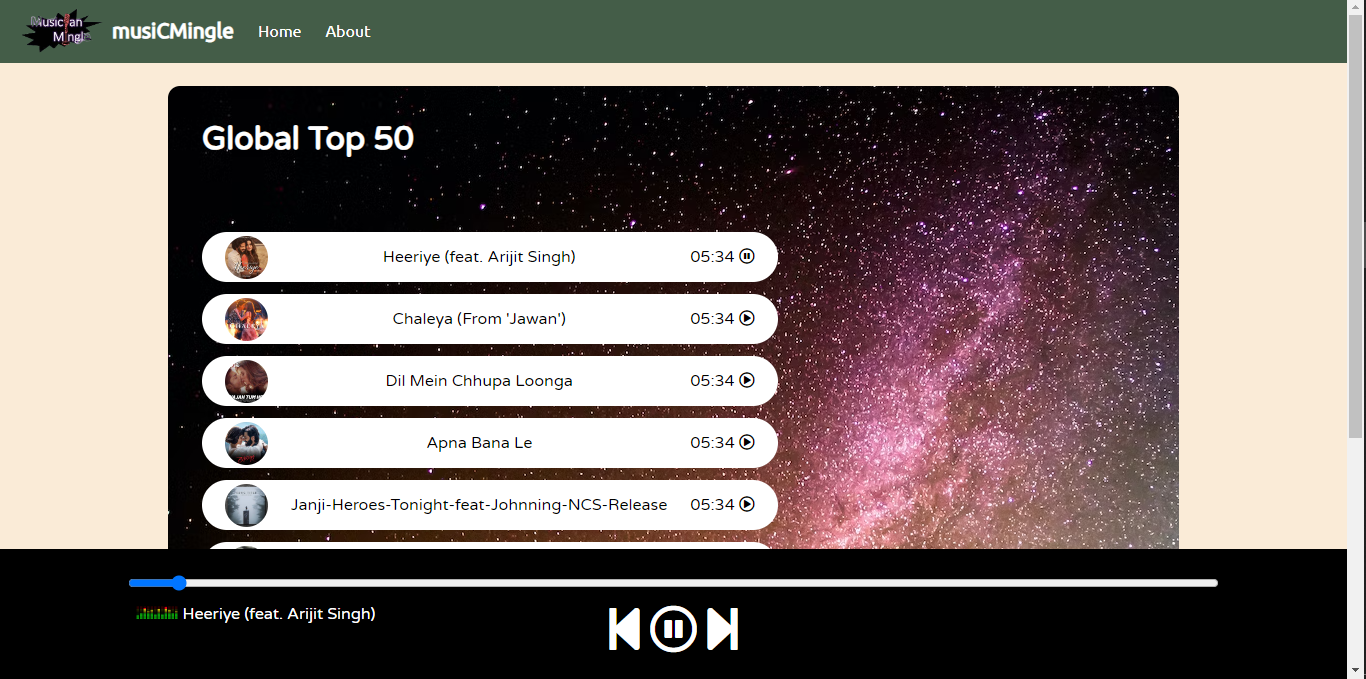 Musician
Mingle
musiCMingle
Home
About
Global Top 50
Heeriye (feat. Arijit Singh)
05:34
Chaleya (From 'Jawan')
05:34
Dil Mein Chhupa Loonga
05:34
Apna Bana Le
05:34
Janji-Heroes-Tonight-feat-Johnning-NCS-Release
05:34
Heeriye (feat. Arijit Singh)